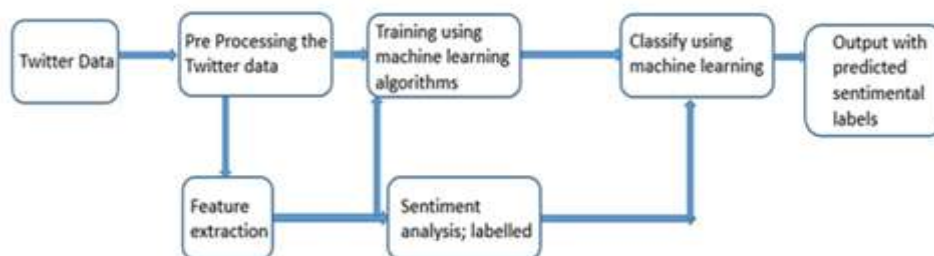 Twitter Data
Pre Processing the
Twitter data
Training using
machine learning
algorithms
Classify using
machine learning
Output with
predicted
sentimental
labels
Feature
extraction
Sentiment
analysis; labelled